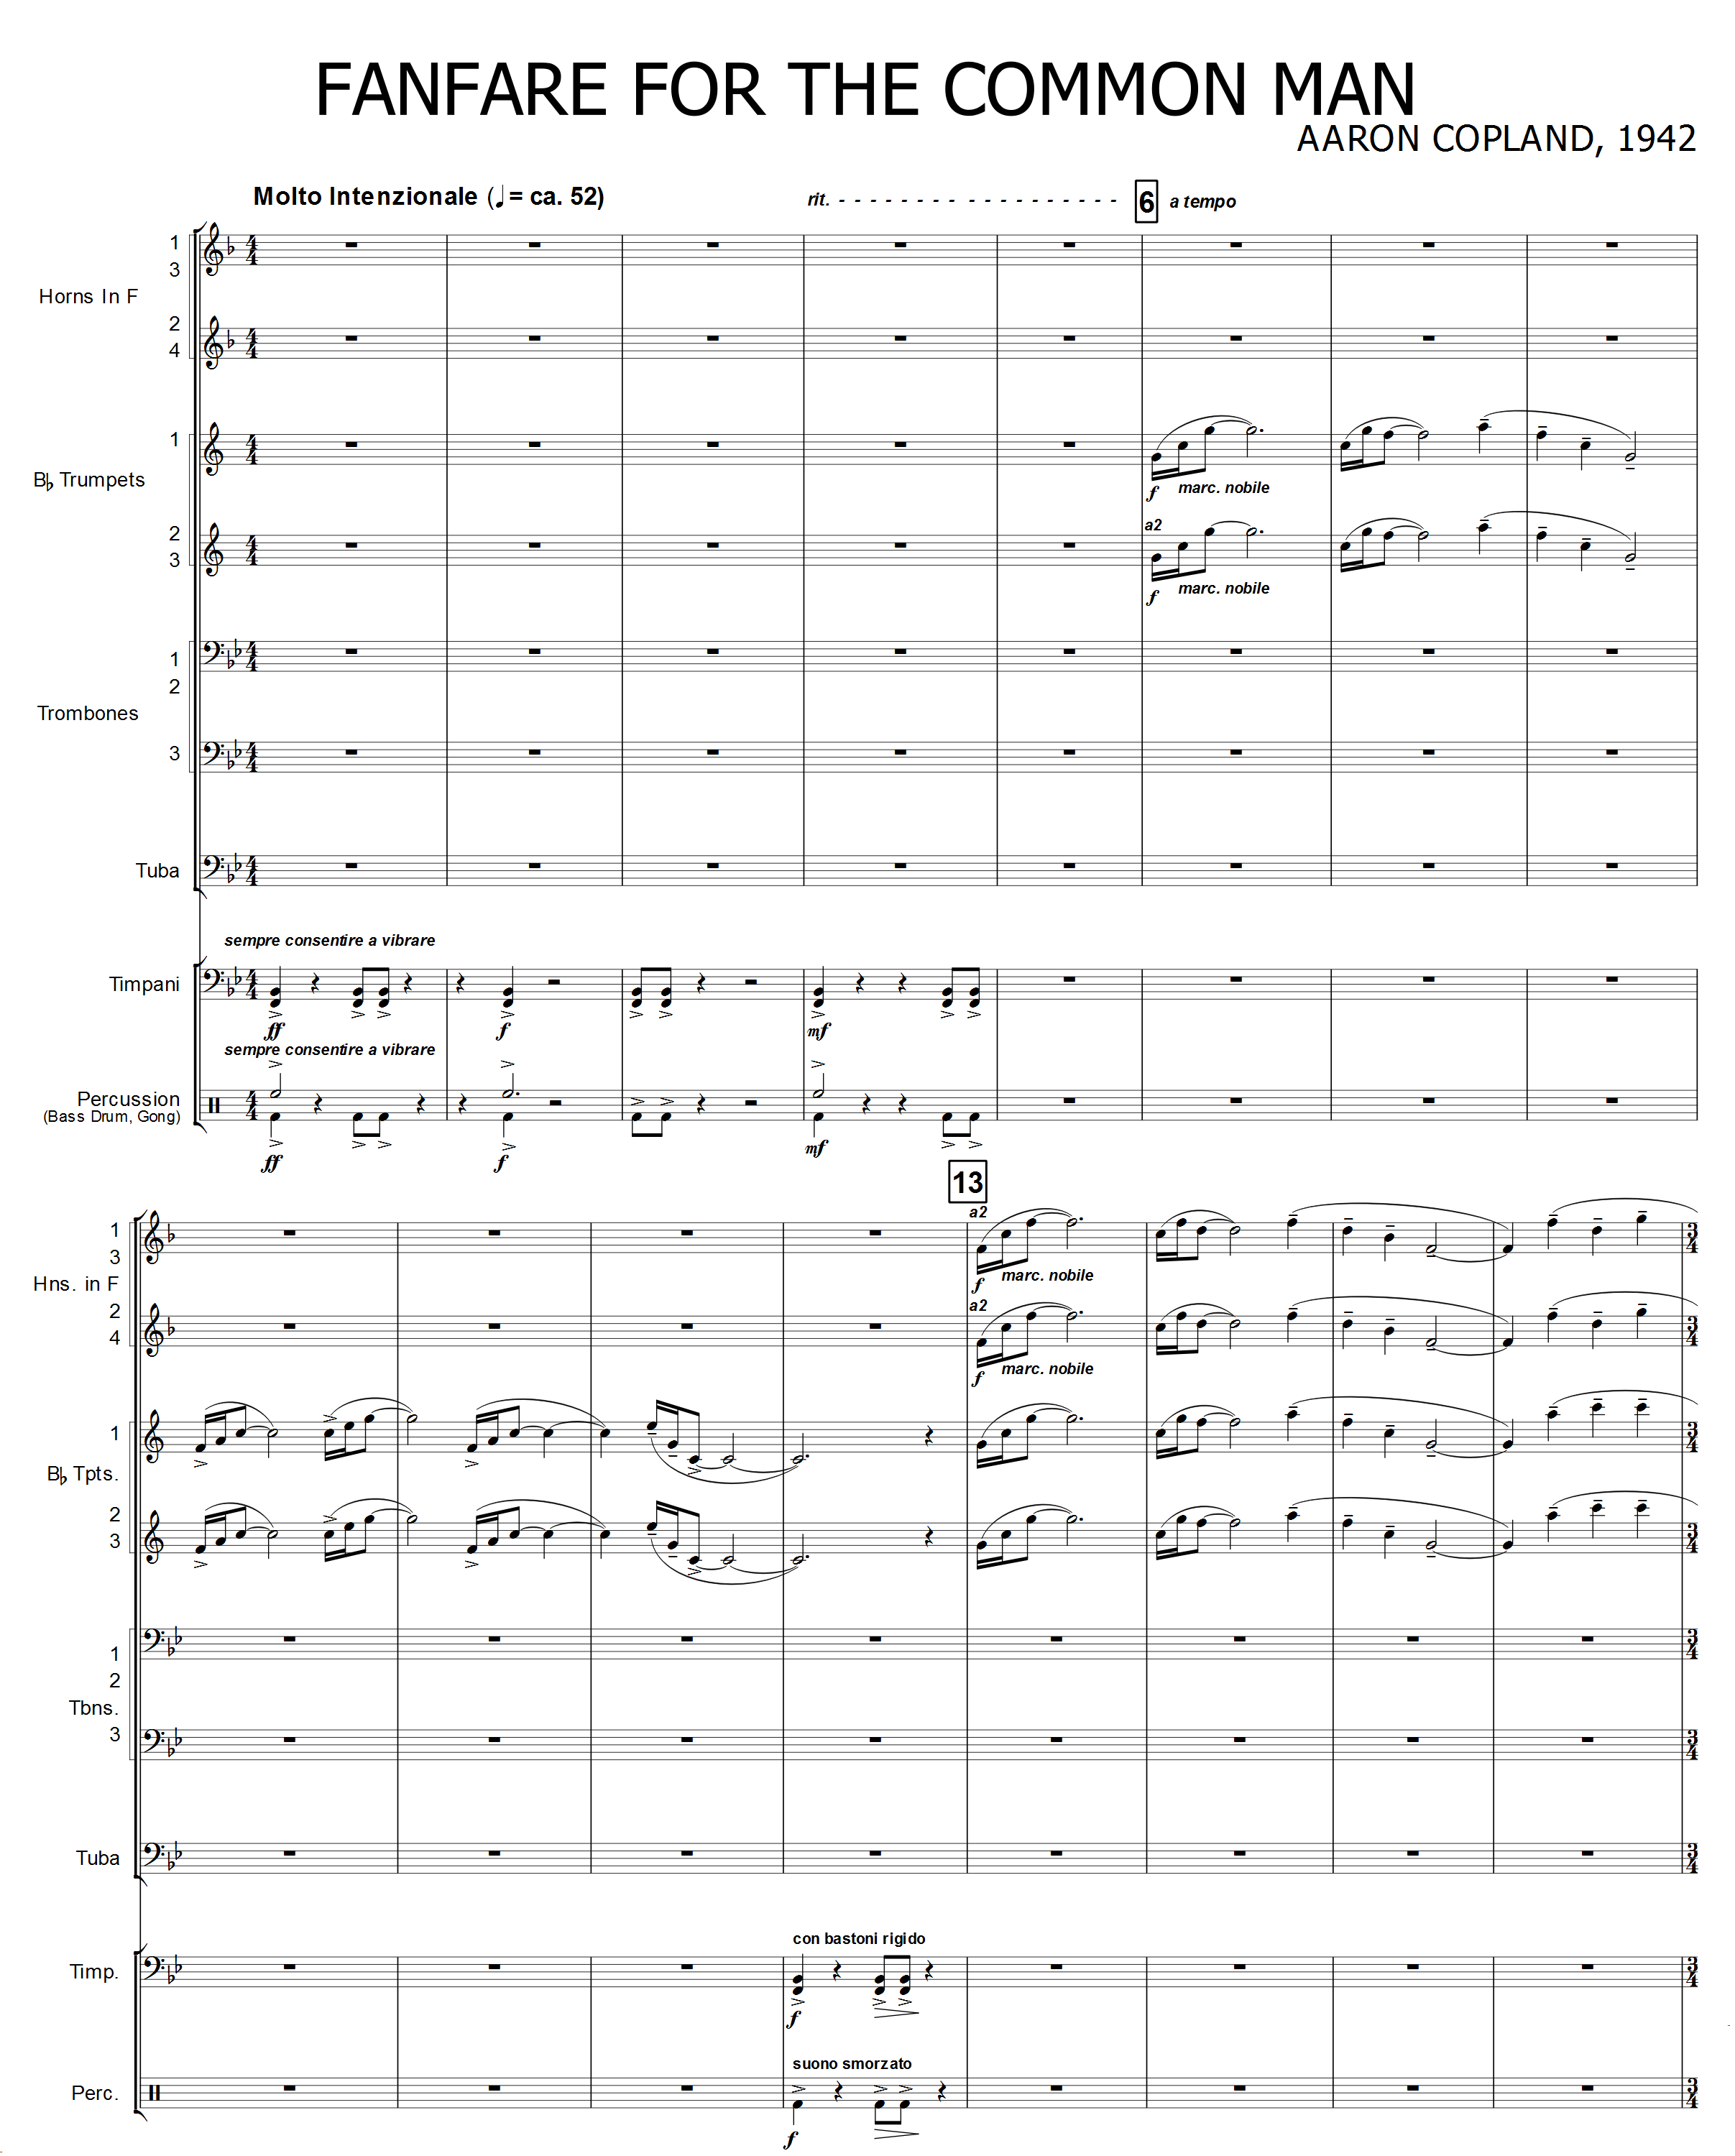 FANFARE FOR THE COMMON MAN
AARON COPLAND, 1942
Molto Intenzionale (♩= ca. 52)
rit. - - - - - - - - - - - - - - - - - -
6 a tempo
1
3
Horns In F
2
4
1
B♭ Trumpets
f marc. nobile
2
3
a2
f marc. nobile
1
2
Trombones
3
Tuba
sempre consentire a vibrare
Timpani
ff f mf
sempre consentire a vibrare
Percussion
(Bass Drum, Gong)
ff f mf
13
1
3
a2
Hns. in F
f marc. nobile
2
4
a2
f marc. nobile
1
B♭ Tpts.
2
3
1
2
Tbns.
3
Tuba
con bastoni rigido
Timp.
f
suono smorzato
Perc.
f